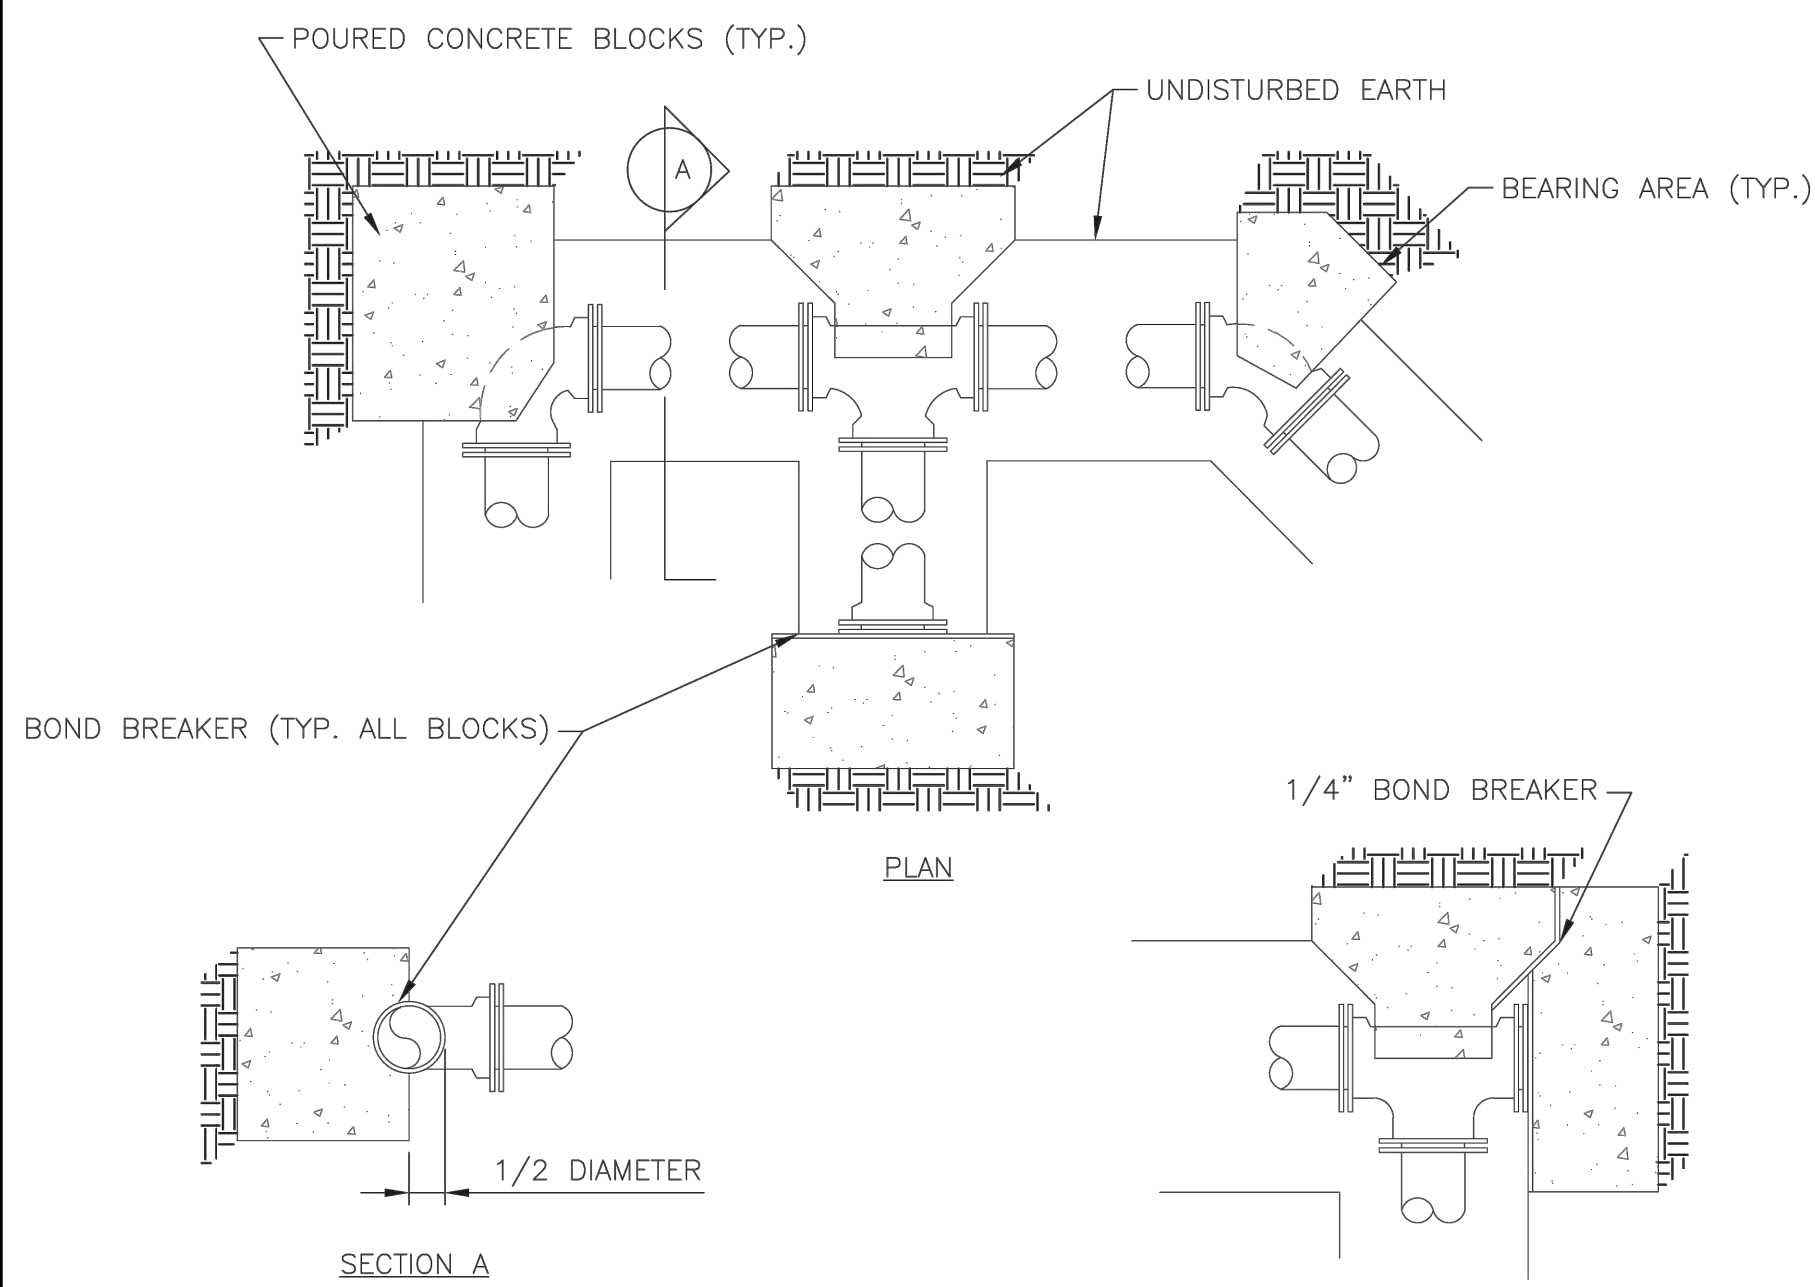 POURED CONCRETE BLOCKS (TYP.)
UNDISTURBED EARTH
A
BEARING AREA (TYP.)
BOND BREAKER (TYP. ALL BLOCKS)
1/4" BOND BREAKER
PLAN
1/2 DIAMETER
SECTION A